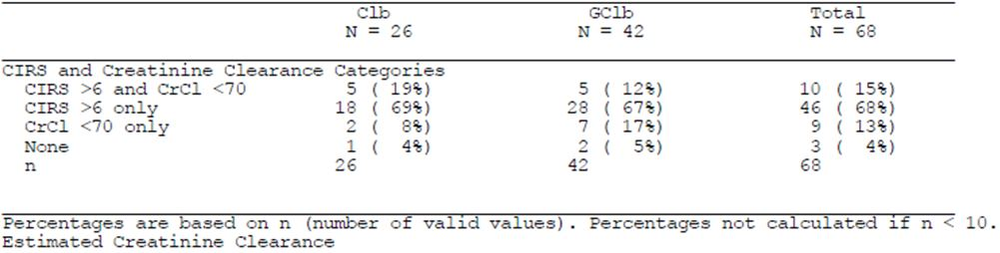 Clb GClb Total
N = 26 N = 42 N = 68
CIRS and Creatinine Clearance Categories
CIRS >6 and CrCl <70 5 ( 19%) 5 ( 12%) 10 ( 15%)
CIRS >6 only 18 ( 69%) 28 ( 67%) 46 ( 68%)
CrCl <70 only 2 ( 8%) 7 ( 17%) 9 ( 13%)
None 1 ( 4%) 2 ( 5%) 3 ( 4%)
n 26 42 68
Percentages are based on n (number of valid values). Percentages not calculated if n < 10.
Estimated Creatinine Clearance